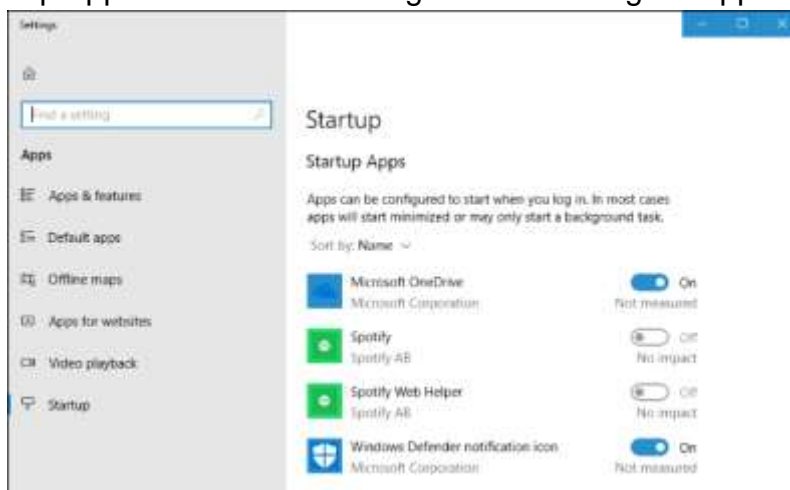 Settings
Find a setting
Apps
Apps & features
Default apps
Offline maps
Apps for websites
Video playback
Startup
Startup
Startup Apps
Apps can be configured to start when you log in. In most cases
apps will start minimized or may only start a background task.
Sort by: Name
Microsoft OneDrive On
Microsoft Corporation Not measured
Spotify Off
Spotify AB No impact
Spotify Web Helper Off
Spotify AB No impact
Windows Defender notification icon On
Microsoft Corporation Not measured